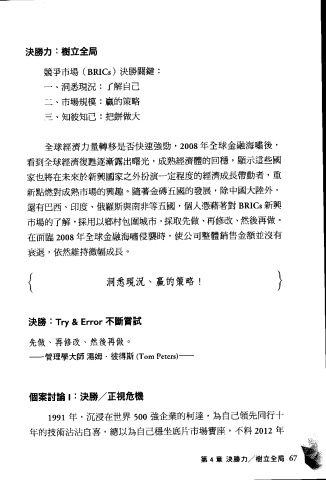 決勝力：樹立全局
競爭市場（BRICs）決勝關鍵：
一、洞悉現況：了解自己
二、市場規模：贏的策略
三、知彼知己：把餅做大
全球經濟力量轉移是否快速強勁，2008 年全球金融海嘯後，
看到全球經濟復甦逐漸露出曙光，成熟經濟體的回穩，顯示這些國
家也將在未來於新興國家之外扮演一定程度的經濟成長帶動者，重
新點燃對成熟市場的興趣。隨著金磚五國的發展，除中國大陸外，
還有巴西、印度、俄羅斯與南非等五國，個人憑藉著對 BRICs 新興
市場的了解，採用以鄉村包圍城市，採取先做、再修改、然後再做，
在面臨 2008 年全球金融海嘯侵襲時，使公司整體銷售金額並沒有
衰退，依然維持微幅成長。
{ 洞悉現況、贏的策略！ }
決勝：Try & Error 不斷嘗試
先做、再修改、然後再做。
——管理學大師 湯姆．彼得斯 (Tom Peters)——
個案討論 I：決勝／正視危機
1991 年，沉浸在世界 500 強企業的柯達，為自己領先同行十
年的技術沾沾自喜，總以為自己穩坐底片市場寶座，不料 2012 年
第 4 章 決勝力／樹立全局 67